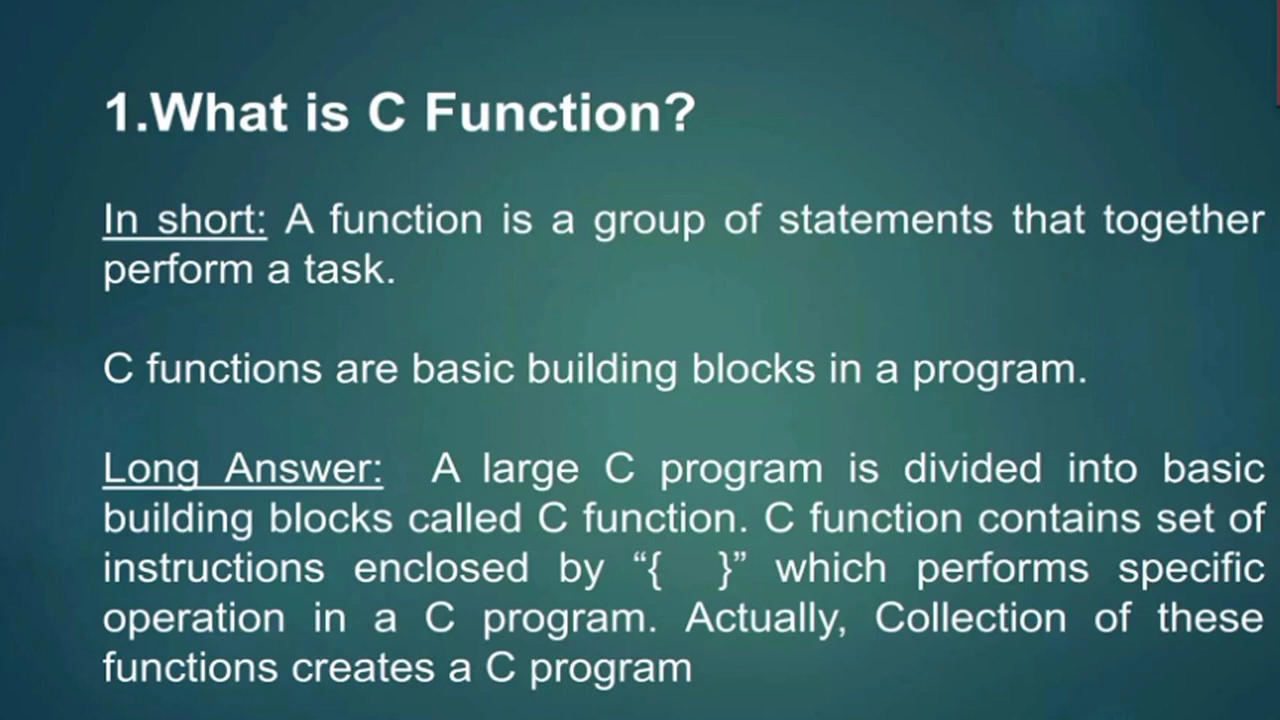 1.What is C Function?
In short: A function is a group of statements that together
perform a task.
C functions are basic building blocks in a program.
Long Answer: A large C program is divided into basic
building blocks called C function. C function contains set of
instructions enclosed by “{ }” which performs specific
operation in a C program. Actually, Collection of these
functions creates a C program